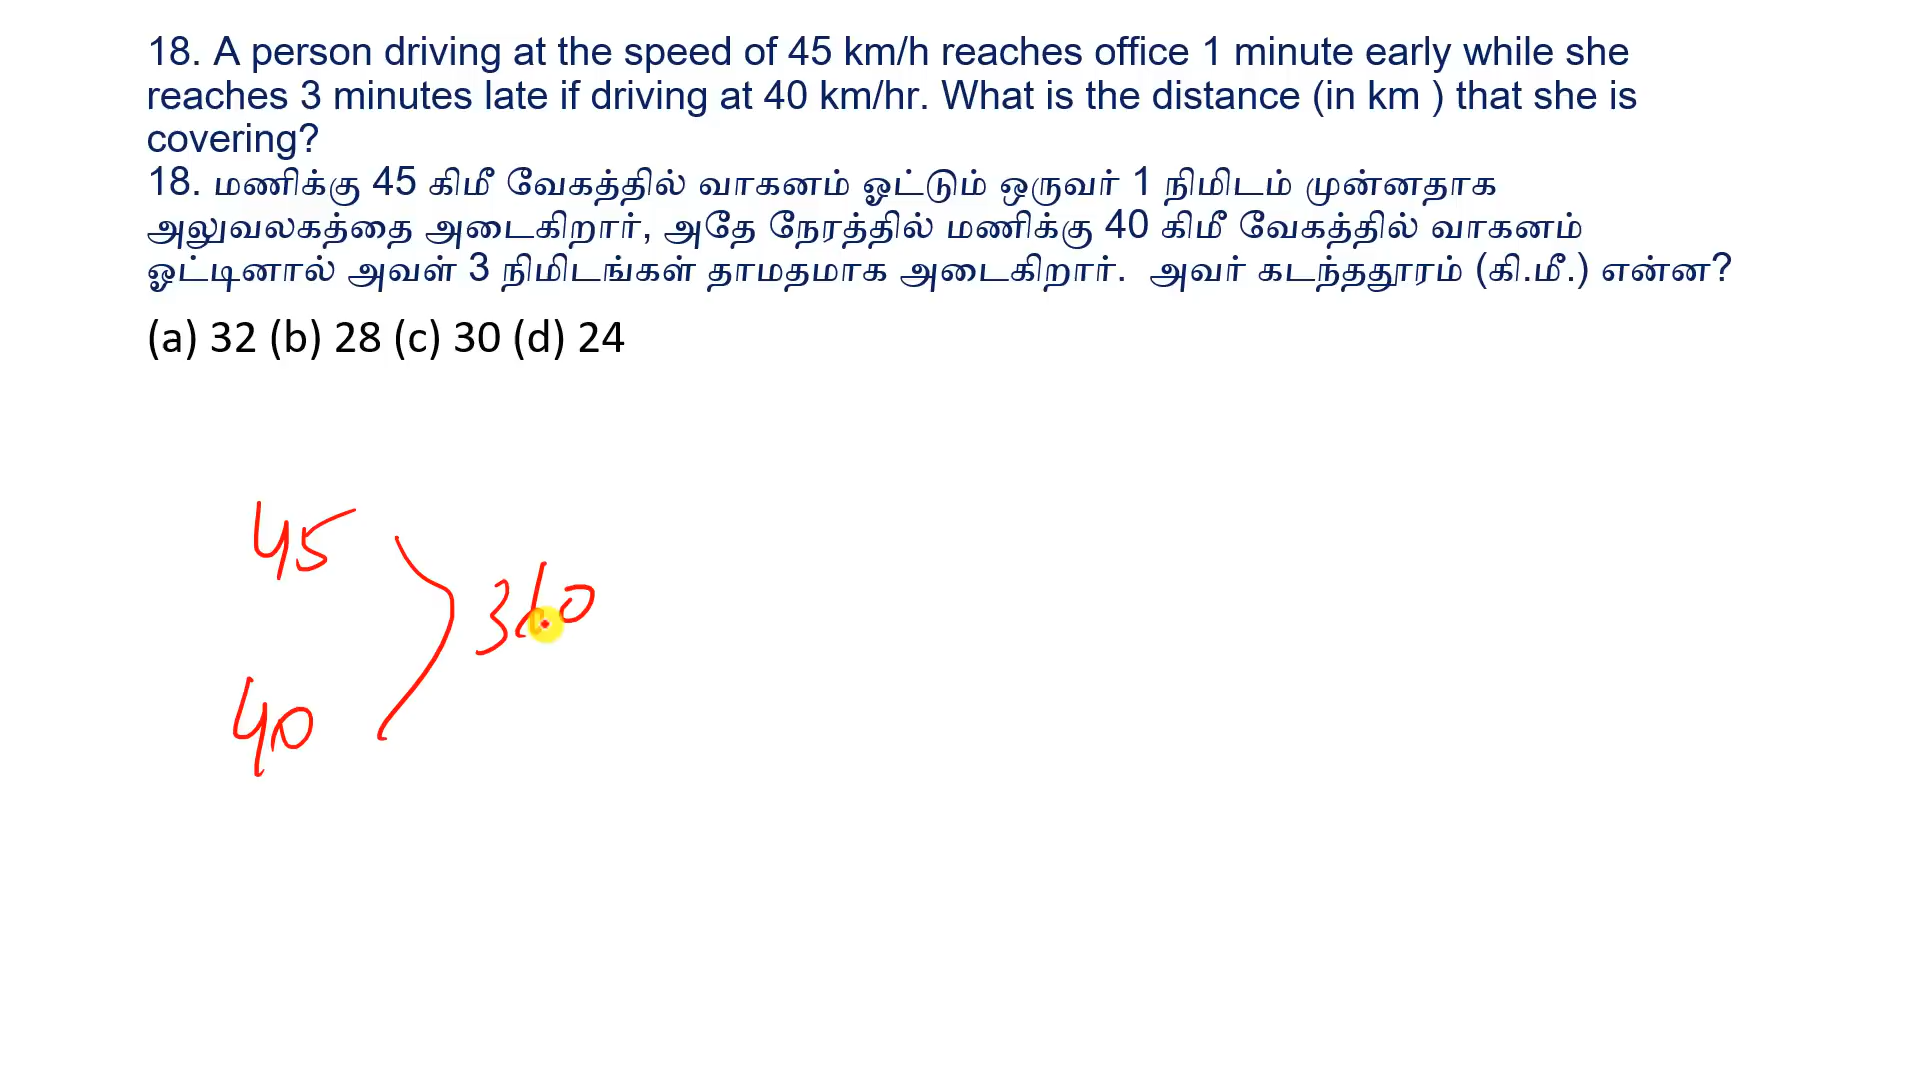 18. A person driving at the speed of 45 km/h reaches office 1 minute early while she
reaches 3 minutes late if driving at 40 km/hr. What is the distance (in km ) that she is
covering?
18. மணிக்கு 45 கிமீ வேகத்தில் வாகனம் ஓட்டும் ஒருவர் 1 நிமிடம் முன்னதாக
அலுவலகத்தை அடைகிறார், அதே நேரத்தில் மணிக்கு 40 கிமீ வேகத்தில் வாகனம்
ஓட்டினால் அவள் 3 நிமிடங்கள் தாமதமாக அடைகிறார். அவர் கடந்ததூரம் (கி.மீ.) என்ன?
(a) 32 (b) 28 (c) 30 (d) 24
45
360
40